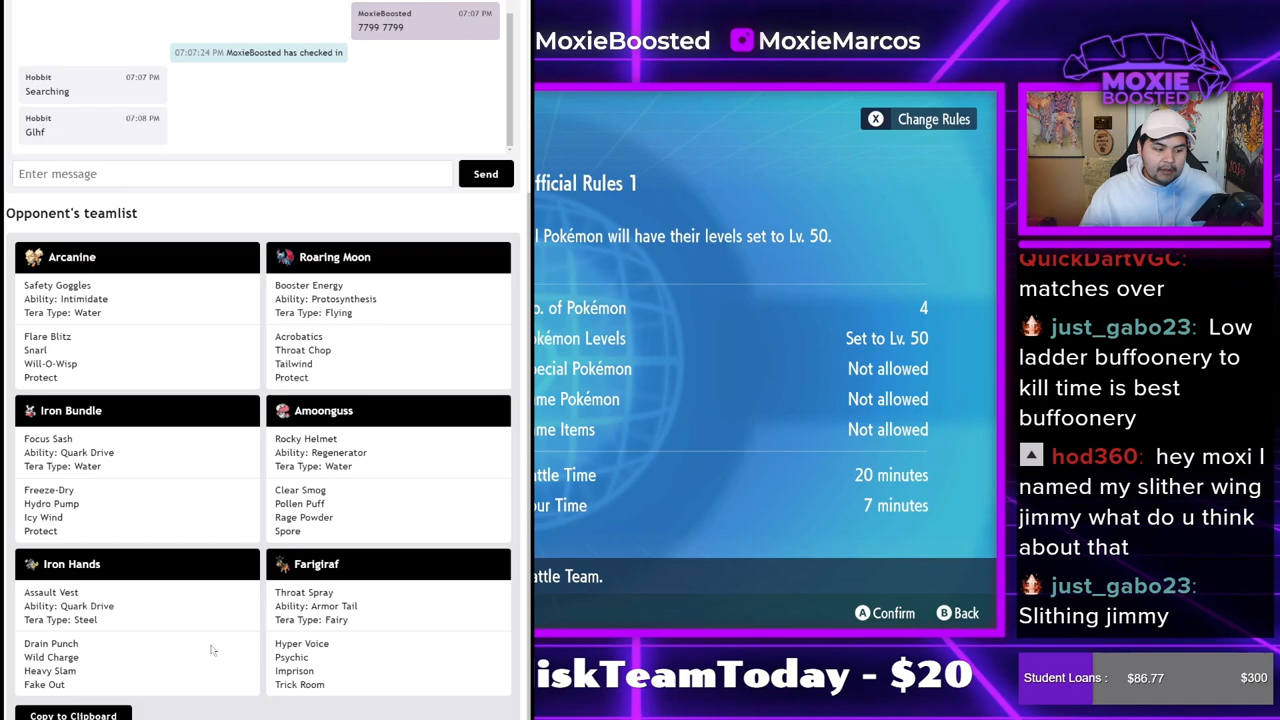 MoxieBoosted 07:07 PM
7799 7799
07:07:24 PM MoxieBoosted has checked in
Hobbit 07:07 PM
Searching
Hobbit 07:08 PM
Glhf
Enter message
Send
Opponent's teamlist
Arcanine
Safety Goggles
Ability: Intimidate
Tera Type: Water
Flare Blitz
Snarl
Will-O-Wisp
Protect
Roaring Moon
Booster Energy
Ability: Protosynthesis
Tera Type: Flying
Acrobatics
Throat Chop
Tailwind
Protect
Iron Bundle
Focus Sash
Ability: Quark Drive
Tera Type: Water
Freeze-Dry
Hydro Pump
Icy Wind
Protect
Amoonguss
Rocky Helmet
Ability: Regenerator
Tera Type: Water
Clear Smog
Pollen Puff
Rage Powder
Spore
Iron Hands
Assault Vest
Ability: Quark Drive
Tera Type: Steel
Drain Punch
Wild Charge
Heavy Slam
Fake Out
Farigiraf
Throat Spray
Ability: Armor Tail
Tera Type: Fairy
Hyper Voice
Psychic
Imprison
Trick Room
Copy to Clipboard
MoxieBoosted MoxieMarcos
X Change Rules
fficial Rules 1
l Pokémon will have their levels set to Lv. 50.
o. of Pokémon 4
okémon Levels Set to Lv. 50
pecial Pokémon Not allowed
me Pokémon Not allowed
me Items Not allowed
attle Time 20 minutes
our Time 7 minutes
attle Team.
A Confirm B Back
iskTeamToday - $20
MOXIE
BOOSTED
QuickDartVGC:
matches over
just_gabo23: Low
ladder buffoonery to
kill time is best
buffoonery
hod360: hey moxi I
named my slither wing
jimmy what do u think
about that
just_gabo23:
Slithing jimmy
Student Loans : $86.77 $300